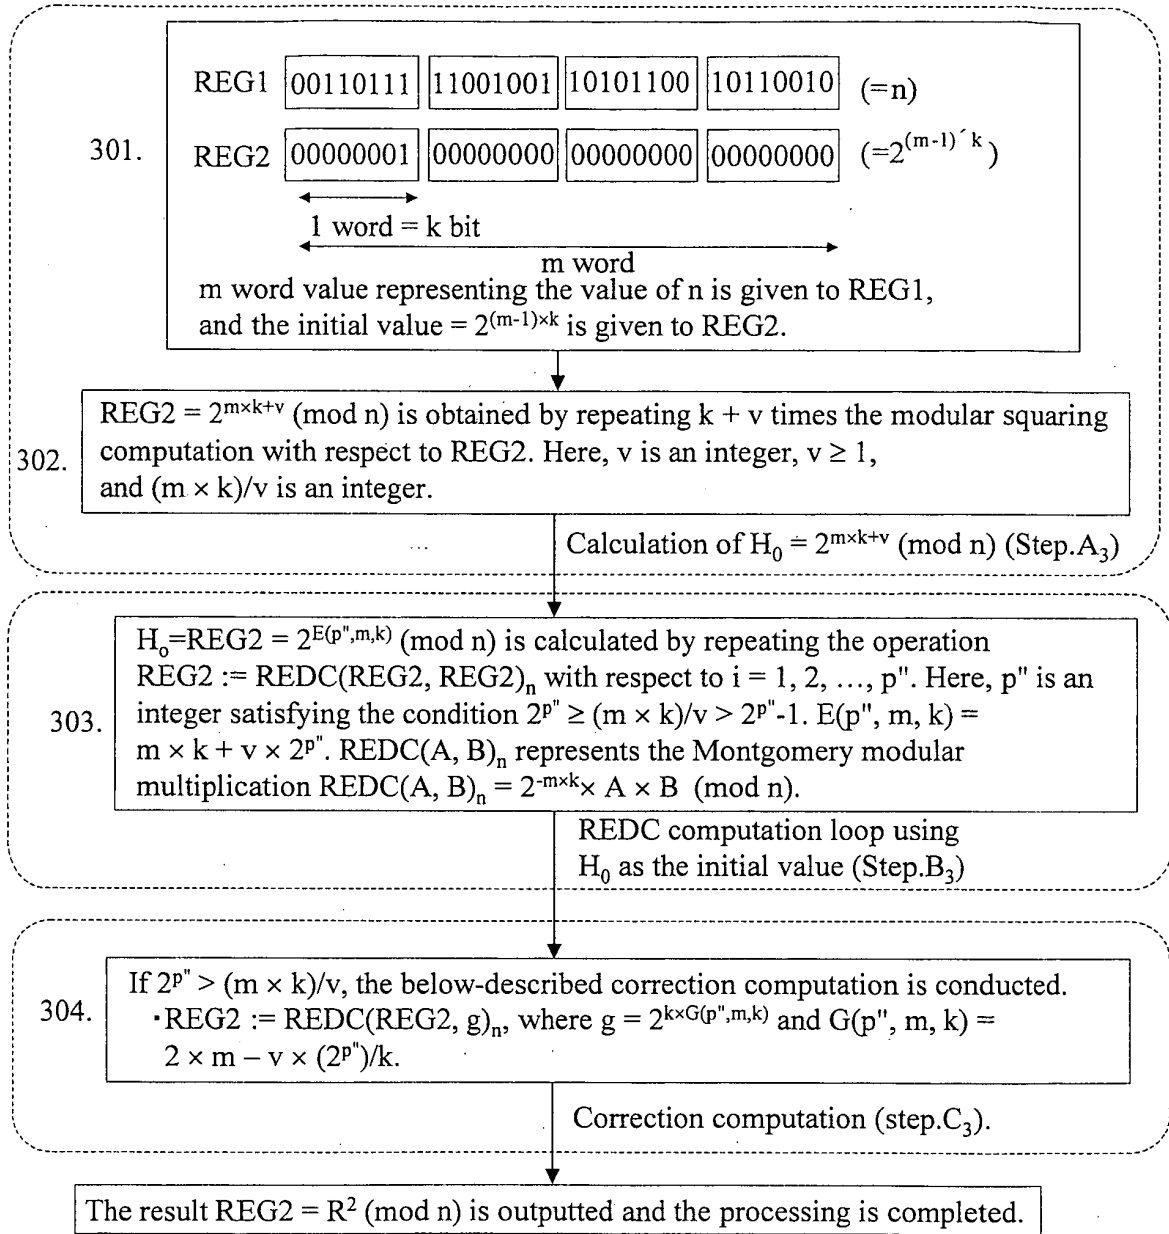 301.
REG1 00110111 11001001 10101100 10110010 (=n)
REG2 00000001 00000000 00000000 00000000 (=2^(m-1)´k)
1 word = k bit
m word
m word value representing the value of n is given to REG1,
and the initial value = 2^(m-1)×k is given to REG2.
302.
REG2 = 2^m×k+v (mod n) is obtained by repeating k + v times the modular squaring
computation with respect to REG2. Here, v is an integer, v ≥ 1,
and (m × k)/v is an integer.
...
Calculation of H₀ = 2^m×k+v (mod n) (Step.A₃)
303.
Hₒ=REG2 = 2^E(p",m,k) (mod n) is calculated by repeating the operation
REG2 := REDC(REG2, REG2)ₙ with respect to i = 1, 2, ..., p". Here, p" is an
integer satisfying the condition 2^p" ≥ (m × k)/v > 2^p"-1. E(p", m, k) =
m × k + v × 2^p". REDC(A, B)ₙ represents the Montgomery modular
multiplication REDC(A, B)ₙ = 2^-m×k × A × B (mod n).
REDC computation loop using
H₀ as the initial value (Step.B₃)
304.
If 2^p" > (m × k)/v, the below-described correction computation is conducted.
·REG2 := REDC(REG2, g)ₙ, where g = 2^k×G(p",m,k) and G(p", m, k) =
2 × m – v × (2^p")/k.
Correction computation (step.C₃).
The result REG2 = R² (mod n) is outputted and the processing is completed.